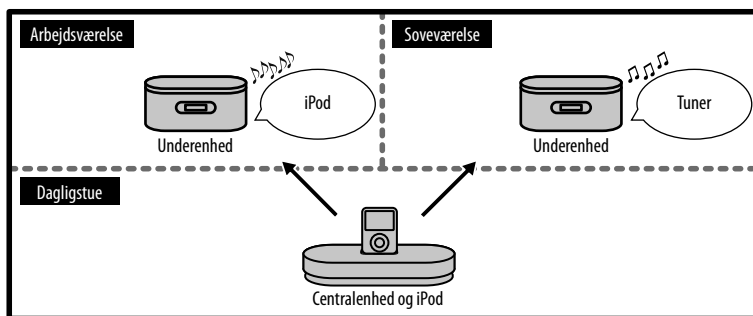 Arbejdsværelse
Soveværelse
iPod
Tuner
Underenhed
Underenhed
Dagligstue
Centralenhed og iPod